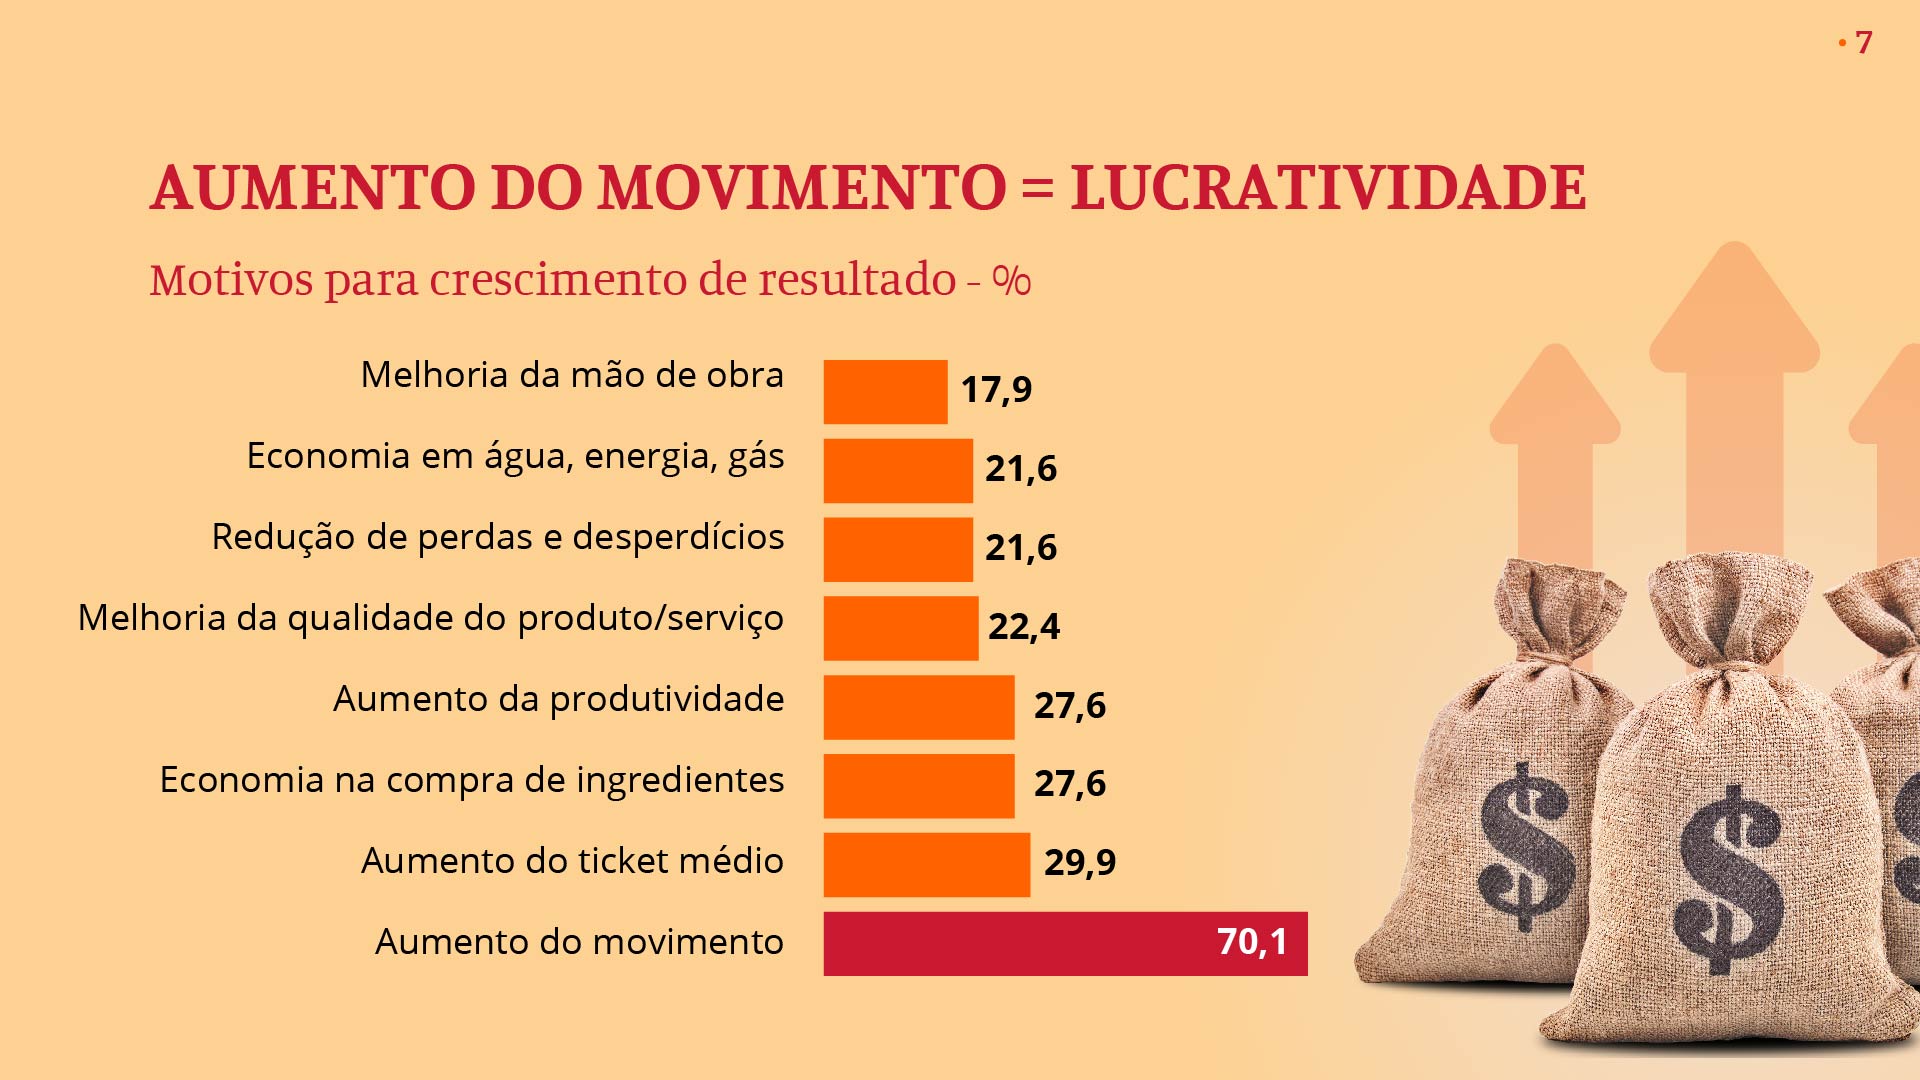 • 7
AUMENTO DO MOVIMENTO = LUCRATIVIDADE
Motivos para crescimento de resultado - %
Melhoria da mão de obra 17,9
Economia em água, energia, gás 21,6
Redução de perdas e desperdícios 21,6
Melhoria da qualidade do produto/serviço 22,4
Aumento da produtividade 27,6
Economia na compra de ingredientes 27,6
Aumento do ticket médio 29,9
Aumento do movimento 70,1
$ $ $